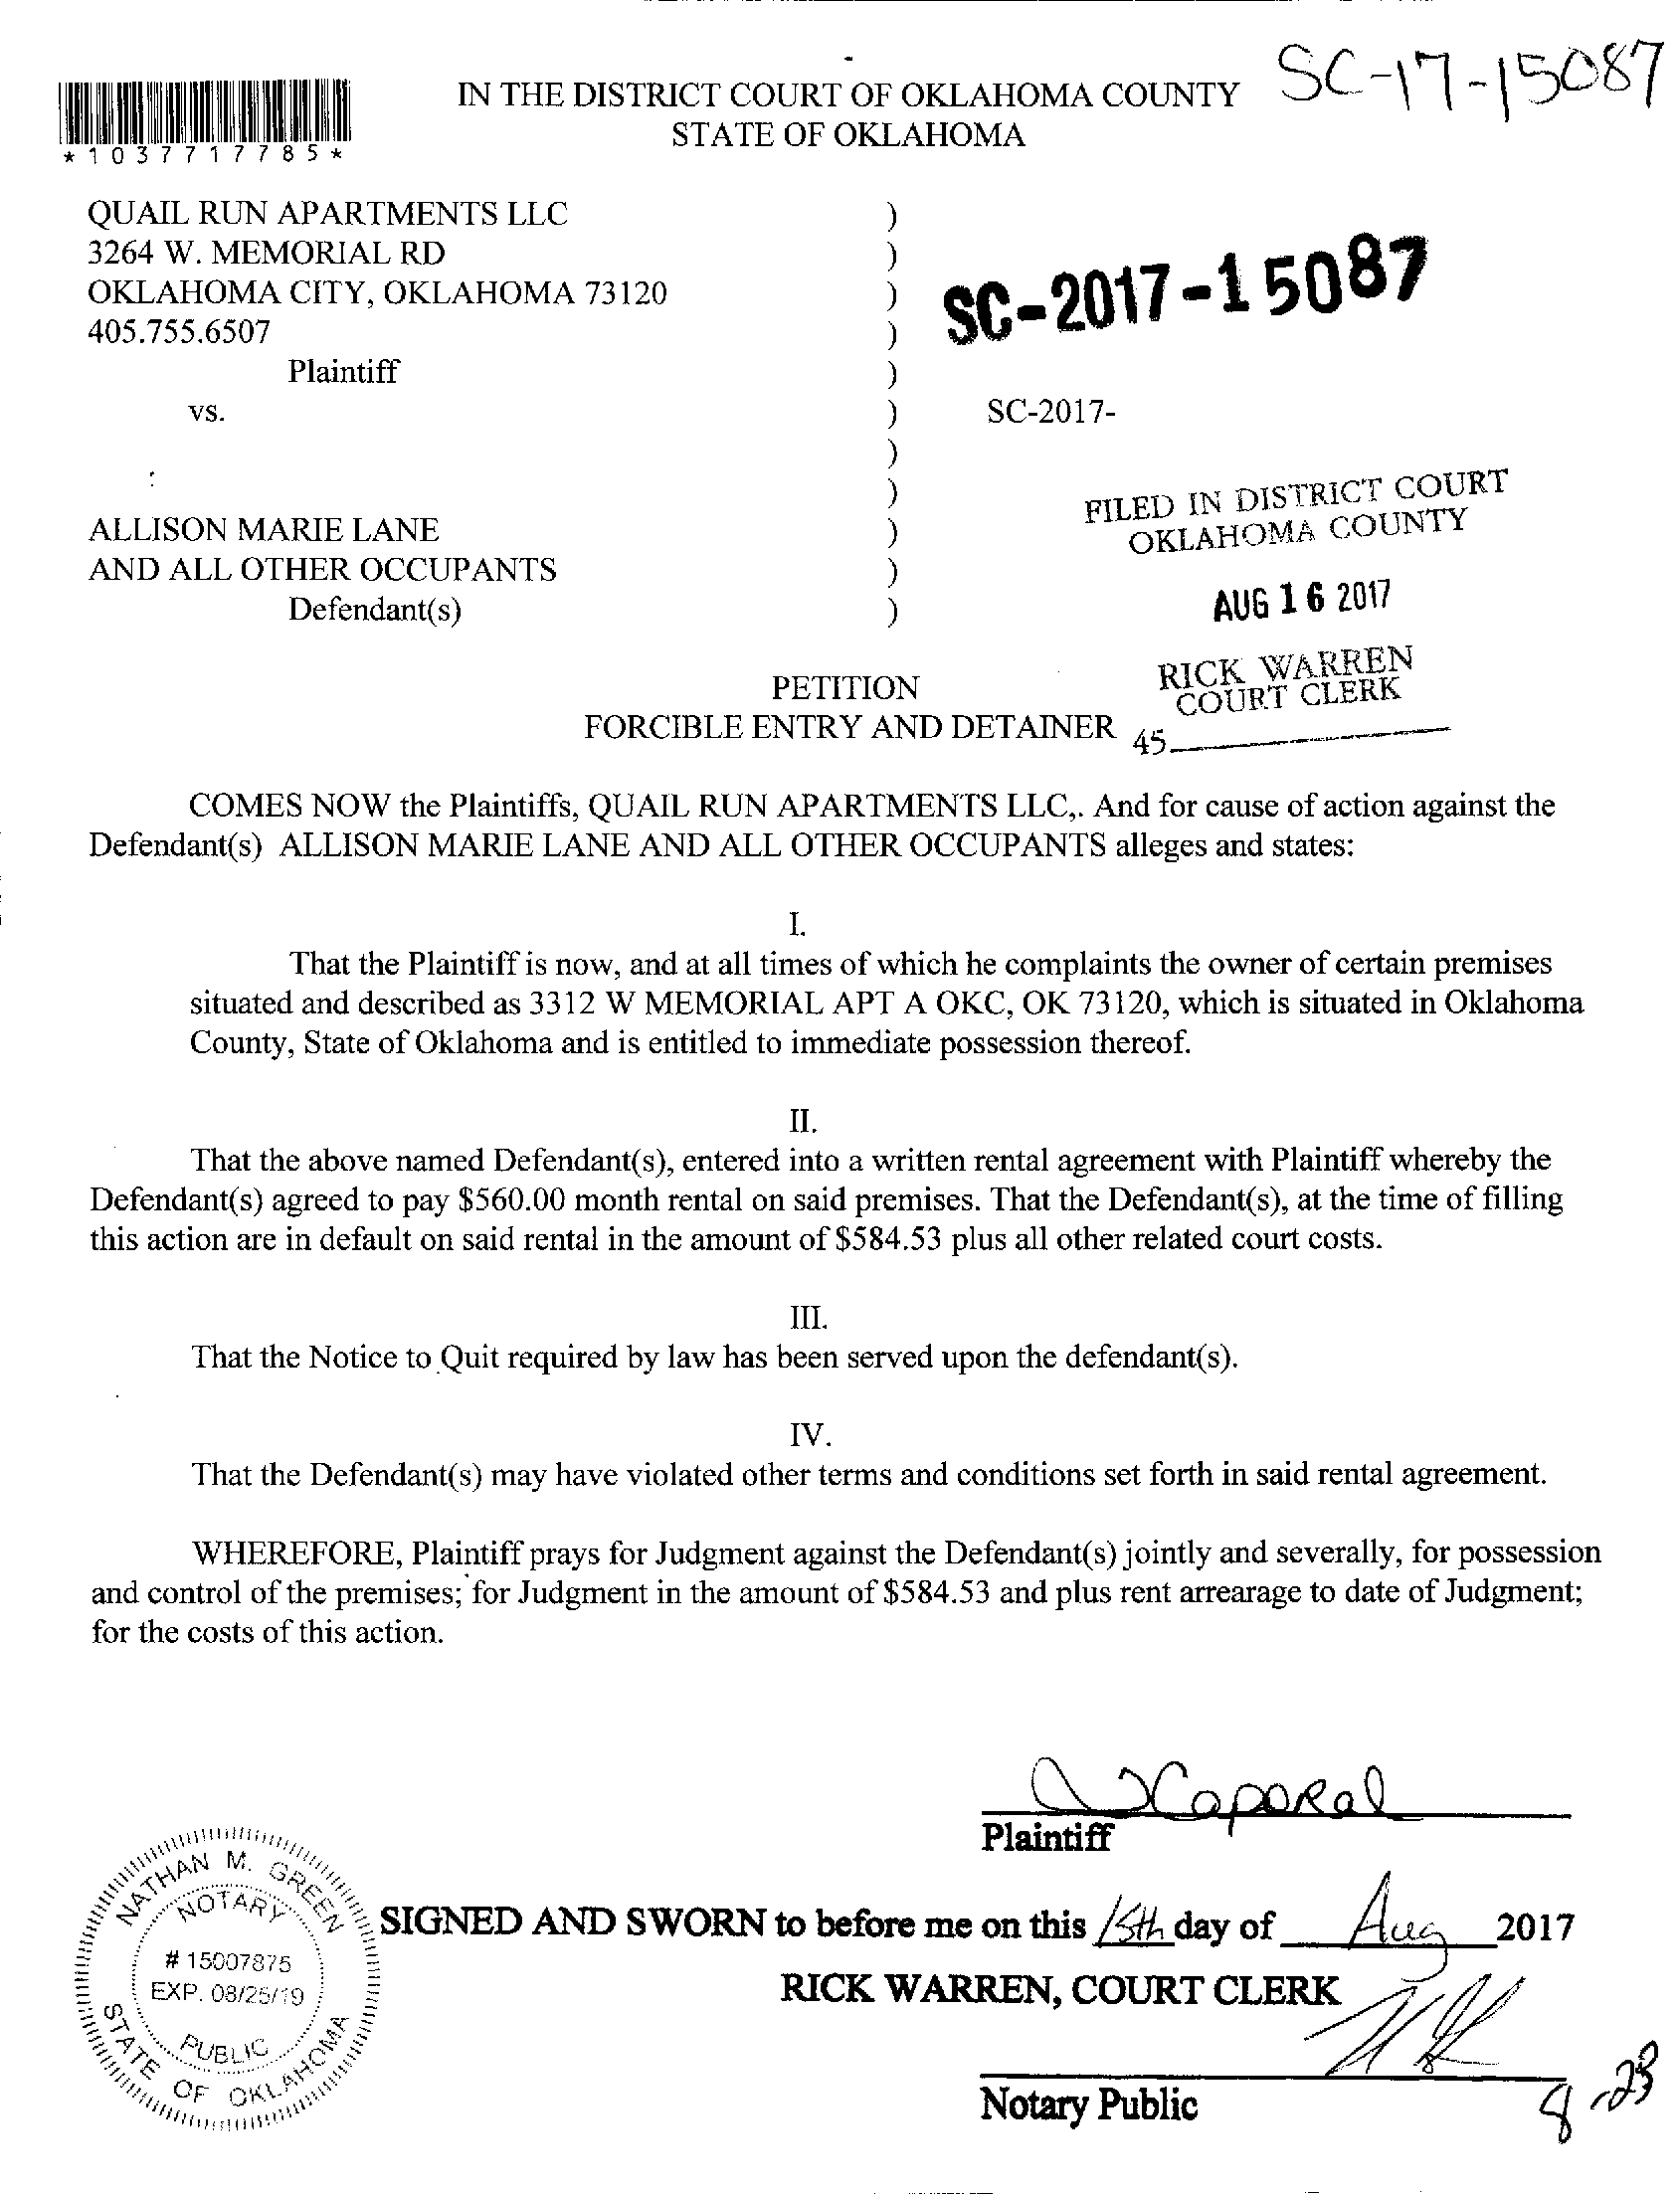 SC-17-15087
IN THE DISTRICT COURT OF OKLAHOMA COUNTY
STATE OF OKLAHOMA
* 1 0 3 7 7 1 7 7 8 5 *
QUAIL RUN APARTMENTS LLC )
3264 W. MEMORIAL RD )
OKLAHOMA CITY, OKLAHOMA 73120 )
405.755.6507 )
SC-2017-15087
Plaintiff )
vs. ) SC-2017-
)
: )
ALLISON MARIE LANE )
AND ALL OTHER OCCUPANTS )
Defendant(s) )
FILED IN DISTRICT COURT
OKLAHOMA COUNTY
AUG 16 2017
RICK WARREN
COURT CLERK
45
PETITION
FORCIBLE ENTRY AND DETAINER
COMES NOW the Plaintiffs, QUAIL RUN APARTMENTS LLC,. And for cause of action against the
Defendant(s) ALLISON MARIE LANE AND ALL OTHER OCCUPANTS alleges and states:
I.
That the Plaintiff is now, and at all times of which he complaints the owner of certain premises
situated and described as 3312 W MEMORIAL APT A OKC, OK 73120, which is situated in Oklahoma
County, State of Oklahoma and is entitled to immediate possession thereof.
II.
That the above named Defendant(s), entered into a written rental agreement with Plaintiff whereby the
Defendant(s) agreed to pay $560.00 month rental on said premises. That the Defendant(s), at the time of filling
this action are in default on said rental in the amount of $584.53 plus all other related court costs.
III.
That the Notice to Quit required by law has been served upon the defendant(s).
IV.
That the Defendant(s) may have violated other terms and conditions set forth in said rental agreement.
WHEREFORE, Plaintiff prays for Judgment against the Defendant(s) jointly and severally, for possession
and control of the premises; for Judgment in the amount of $584.53 and plus rent arrearage to date of Judgment;
for the costs of this action.
Caporal
Plaintiff
NATHAN M. GREEN
NOTARY
# 15007875
EXP. 08/25/19
PUBLIC
STATE OF OKLAHOMA
SIGNED AND SWORN to before me on this 15th day of Aug 2017
RICK WARREN, COURT CLERK
Notary Public
8-23